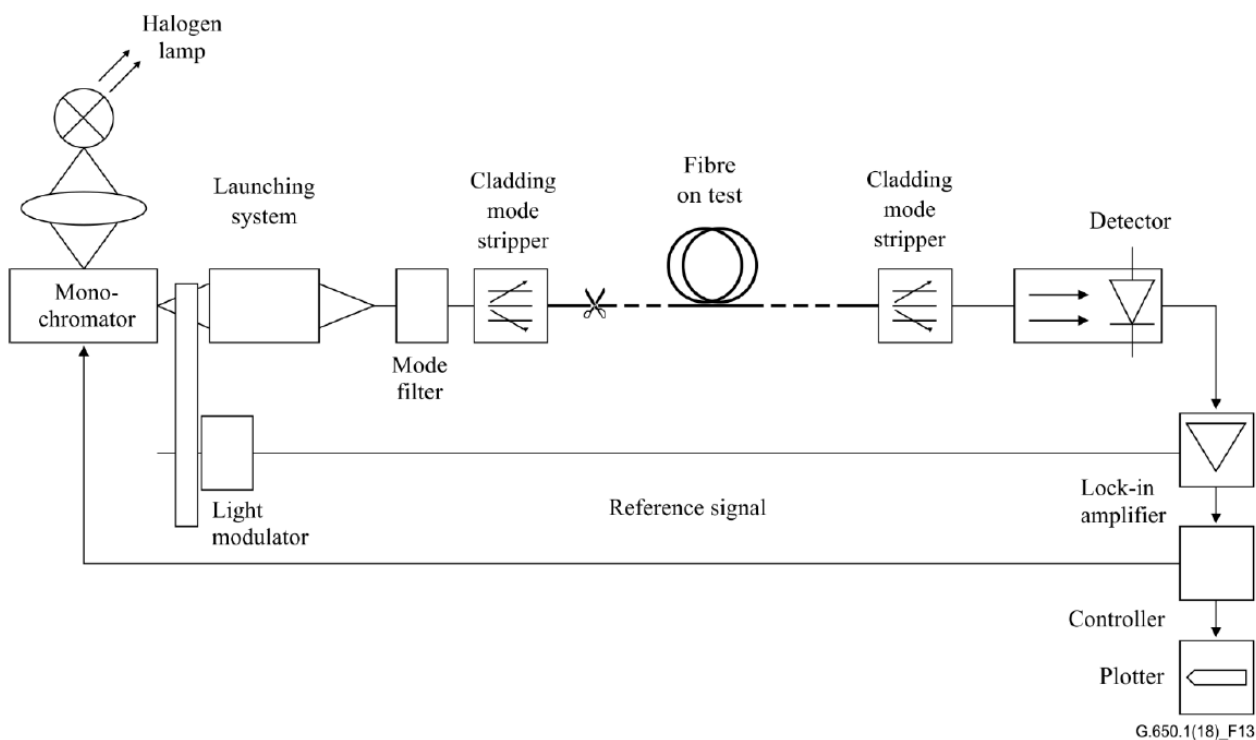 Halogen
lamp
Launching
system
Cladding
mode
stripper
Fibre
on test
Cladding
mode
stripper
Detector
Mono-
chromator
Mode
filter
Light
modulator
Reference signal
Lock-in
amplifier
Controller
Plotter
G.650.1(18)_F13